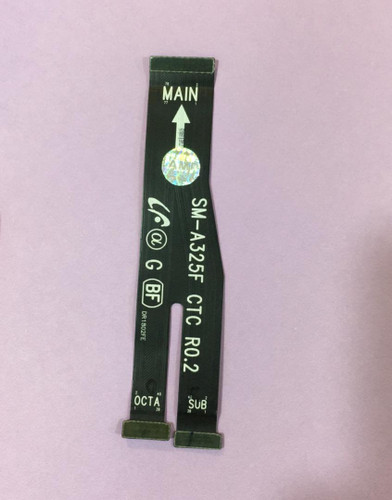 MAIN
SM-A325F CTC R0.2
α G BF
OCTA
SUB